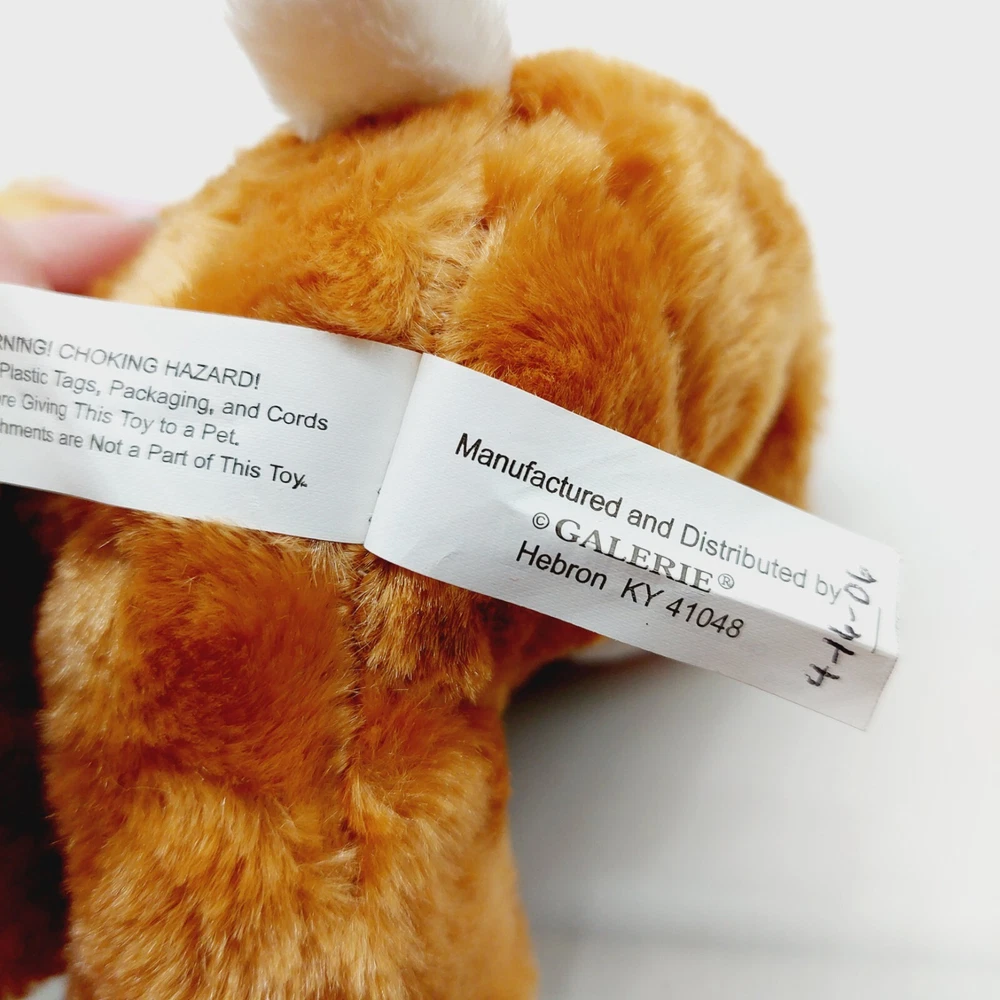 RNING! CHOKING HAZARD!
Plastic Tags, Packaging, and Cords
re Giving This Toy to a Pet.
hments are Not a Part of This Toy.
Manufactured and Distributed by
© GALERIE®
Hebron KY 41048
4-14-06